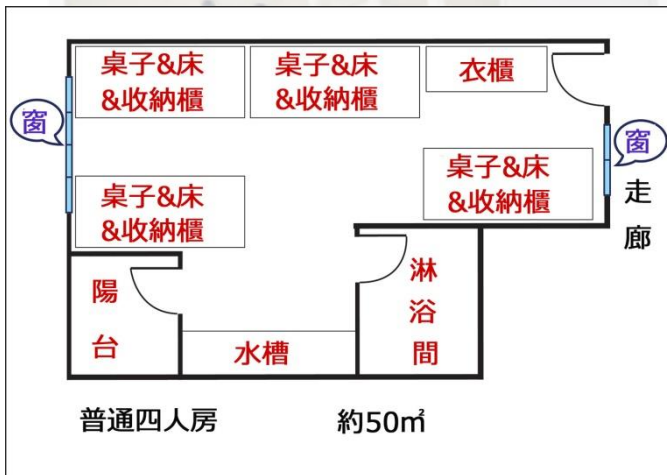 桌子&床
&收納櫃
桌子&床
&收納櫃
衣櫃
窗
窗
桌子&床
&收納櫃
桌子&床
&收納櫃
走廊
陽台
淋浴間
水槽
普通四人房
約50㎡